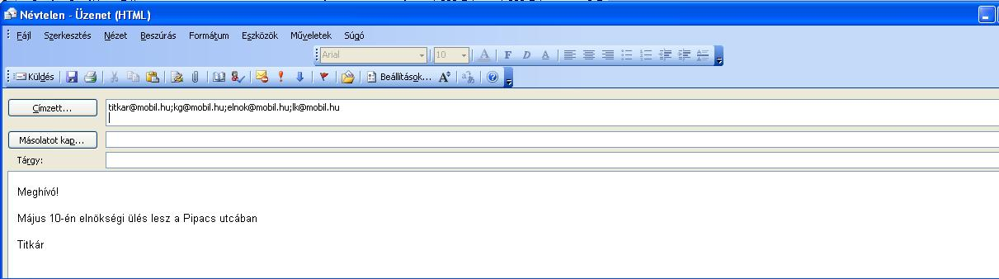 Névtelen - Üzenet (HTML)
Fájl Szerkesztés Nézet Beszúrás Formátum Eszközök Műveletek Súgó
Arial 10 A F D A
Küldés Beállítások...
Címzett... titkar@mobil.hu;kg@mobil.hu;elnok@mobil.hu;lk@mobil.hu
Másolatot kap...
Tárgy:
Meghívó!
Május 10-én elnökségi ülés lesz a Pipacs utcában
Titkár